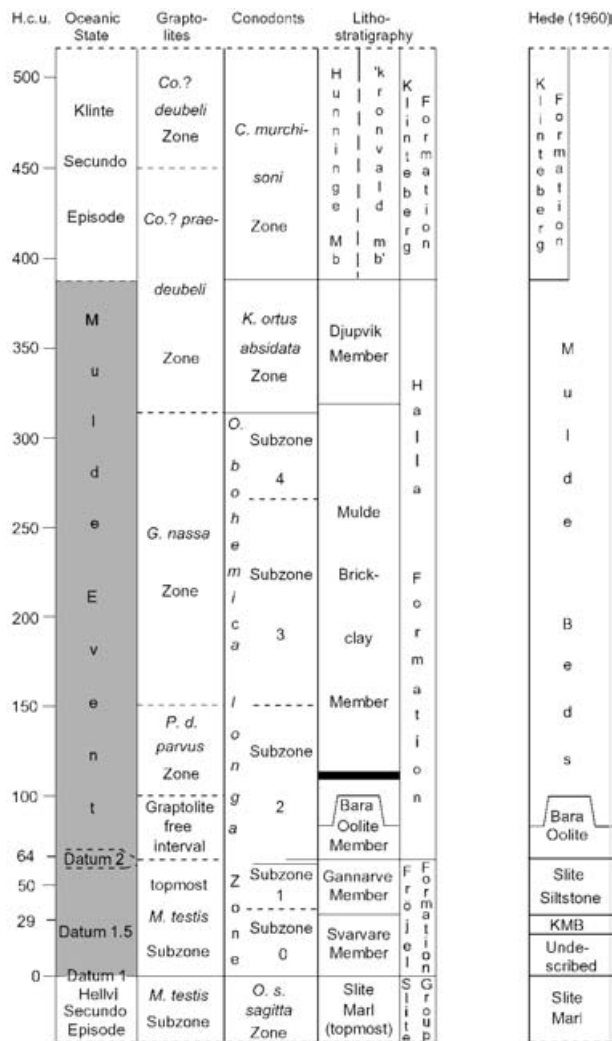 H.c.u.
Oceanic
State
Grapto-
lites
Conodonts
Litho-
stratigraphy
Hede (1960)
500
450
400
350
300
250
200
150
100
64
50
29
0
Klinte
Secundo
Episode
Mulde Event
Datum 2
Datum 1.5
Datum 1
Hellvi
Secundo
Episode
Co.?
deubeli
Zone
Co.? prae-
deubeli
Zone
G. nassa
Zone
P. d.
parvus
Zone
Graptolite
free
interval
topmost
M. testis
Subzone
M. testis
Subzone
C. murchi-
soni
Zone
K. ortus
absidata
Zone
O. bohemica longa Zone
Subzone
4
Subzone
3
Subzone
2
Subzone
1
Subzone
0
O. s.
sagitta
Zone
Hunninge Mb
'kronvald mb'
Djupvik
Member
Mulde
Brick-
clay
Member
Bara
Oolite
Member
Gannarve
Member
Svarvare
Member
Slite
Marl
(topmost)
Klinteberg
Formation
Halla Formation
Fröjel
Formation
Slite
Group
Klinteberg
Formation
Mulde Beds
Bara
Oolite
Slite
Siltstone
KMB
Unde-
scribed
Slite
Marl